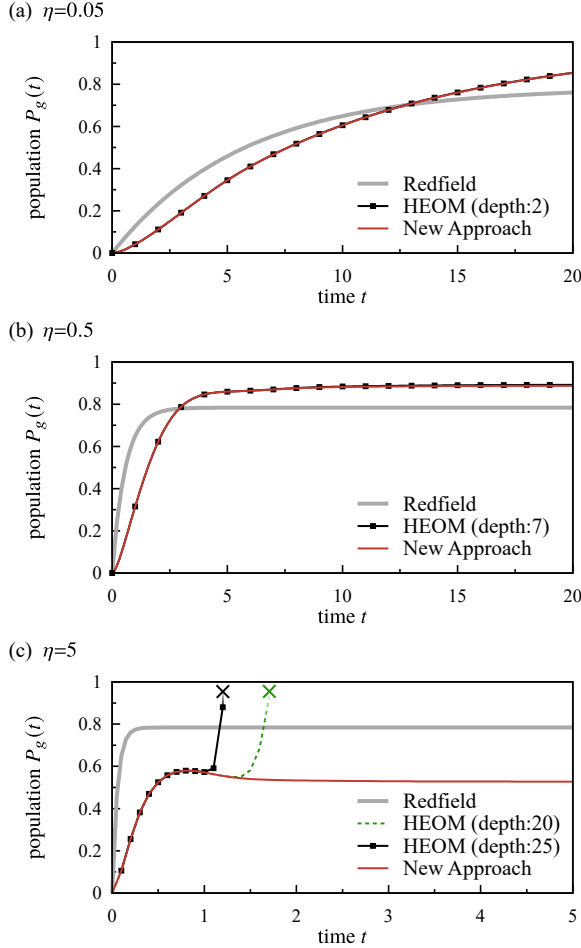 (a) η=0.05
population P_g(t)
1
0.8
0.6
0.4
0.2
0
Redfield
HEOM (depth:2)
New Approach
0 5 10 15 20
time t
(b) η=0.5
population P_g(t)
1
0.8
0.6
0.4
0.2
0
Redfield
HEOM (depth:7)
New Approach
0 5 10 15 20
time t
(c) η=5
population P_g(t)
1
0.8
0.6
0.4
0.2
0
Redfield
HEOM (depth:20)
HEOM (depth:25)
New Approach
0 1 2 3 4 5
time t